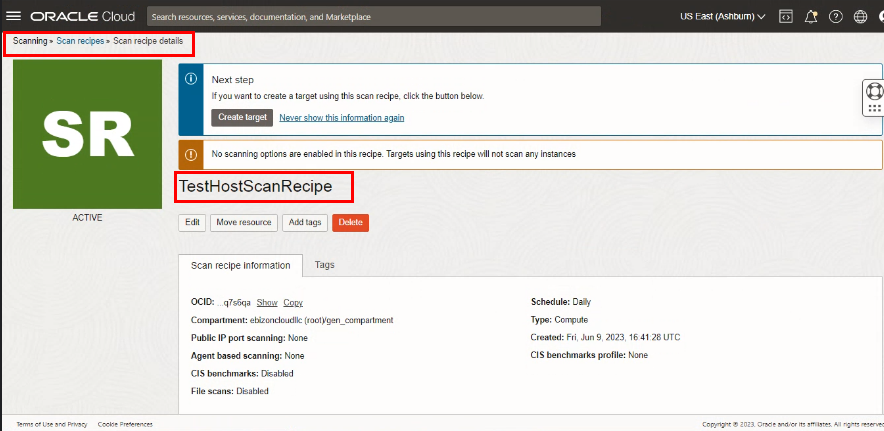 ORACLE Cloud
Search resources, services, documentation, and Marketplace
US East (Ashburn)
Scanning » Scan recipes » Scan recipe details
SR
ACTIVE
Next step
If you want to create a target using this scan recipe, click the button below.
Create target Never show this information again
No scanning options are enabled in this recipe. Targets using this recipe will not scan any instances
TestHostScanRecipe
Edit Move resource Add tags Delete
Scan recipe information Tags
OCID: ...q7s6qa Show Copy
Compartment: ebizoncloudllc (root)/gen_compartment
Public IP port scanning: None
Agent based scanning: None
CIS benchmarks: Disabled
File scans: Disabled
Schedule: Daily
Type: Compute
Created: Fri, Jun 9, 2023, 16:41:28 UTC
CIS benchmarks profile: None
Terms of Use and Privacy Cookie Preferences
Copyright © 2023, Oracle and/or its affiliates. All rights reserved